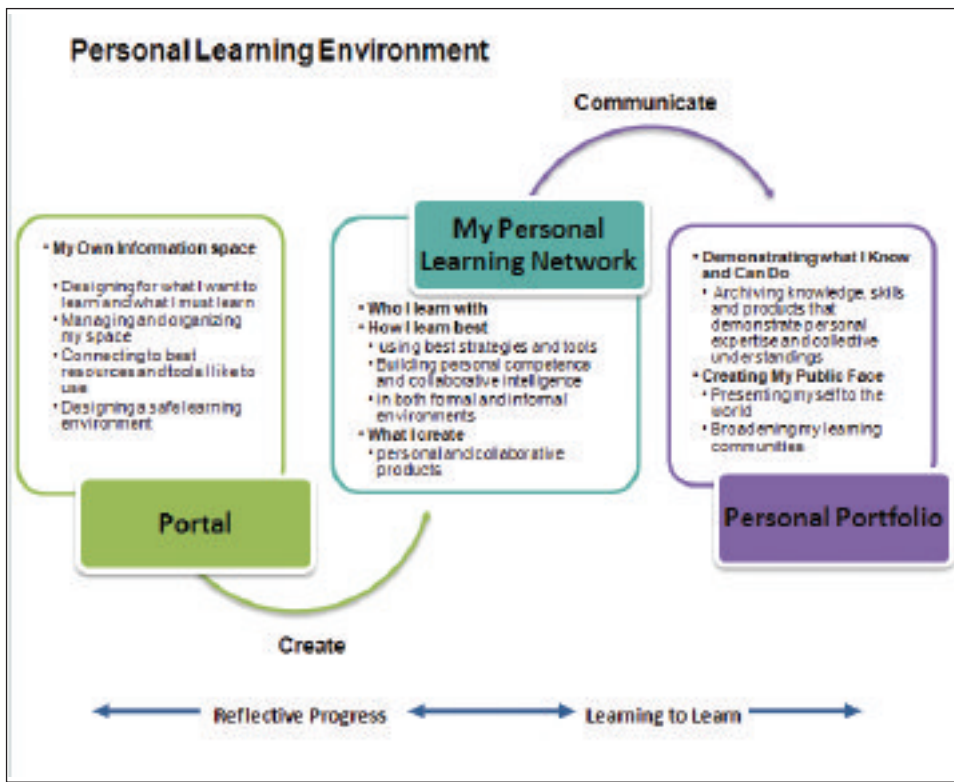 Personal Learning Environment
Communicate
• My Own Information space
• Designing for what I want to
learn and what I must learn
• Managing and organizing
my space
• Connecting to best
resources and tools I like to
use
• Designing a safe learning
environment
Portal
Create
My Personal
Learning Network
• Who I learn with
• How I learn best
• using best strategies and tools
• Building personal competence
and collaborative intelligence
• in both formal and informal
environments
• What I create
• personal and collaborative
products
• Demonstrating what I Know
and Can Do
• Archiving knowledge, skills
and products that
demonstrate personal
expertise and collective
understandings
• Creating My Public Face
• Presenting myself to the
world
• Broadening my learning
communities
Personal Portfolio
Reflective Progress
Learning to Learn